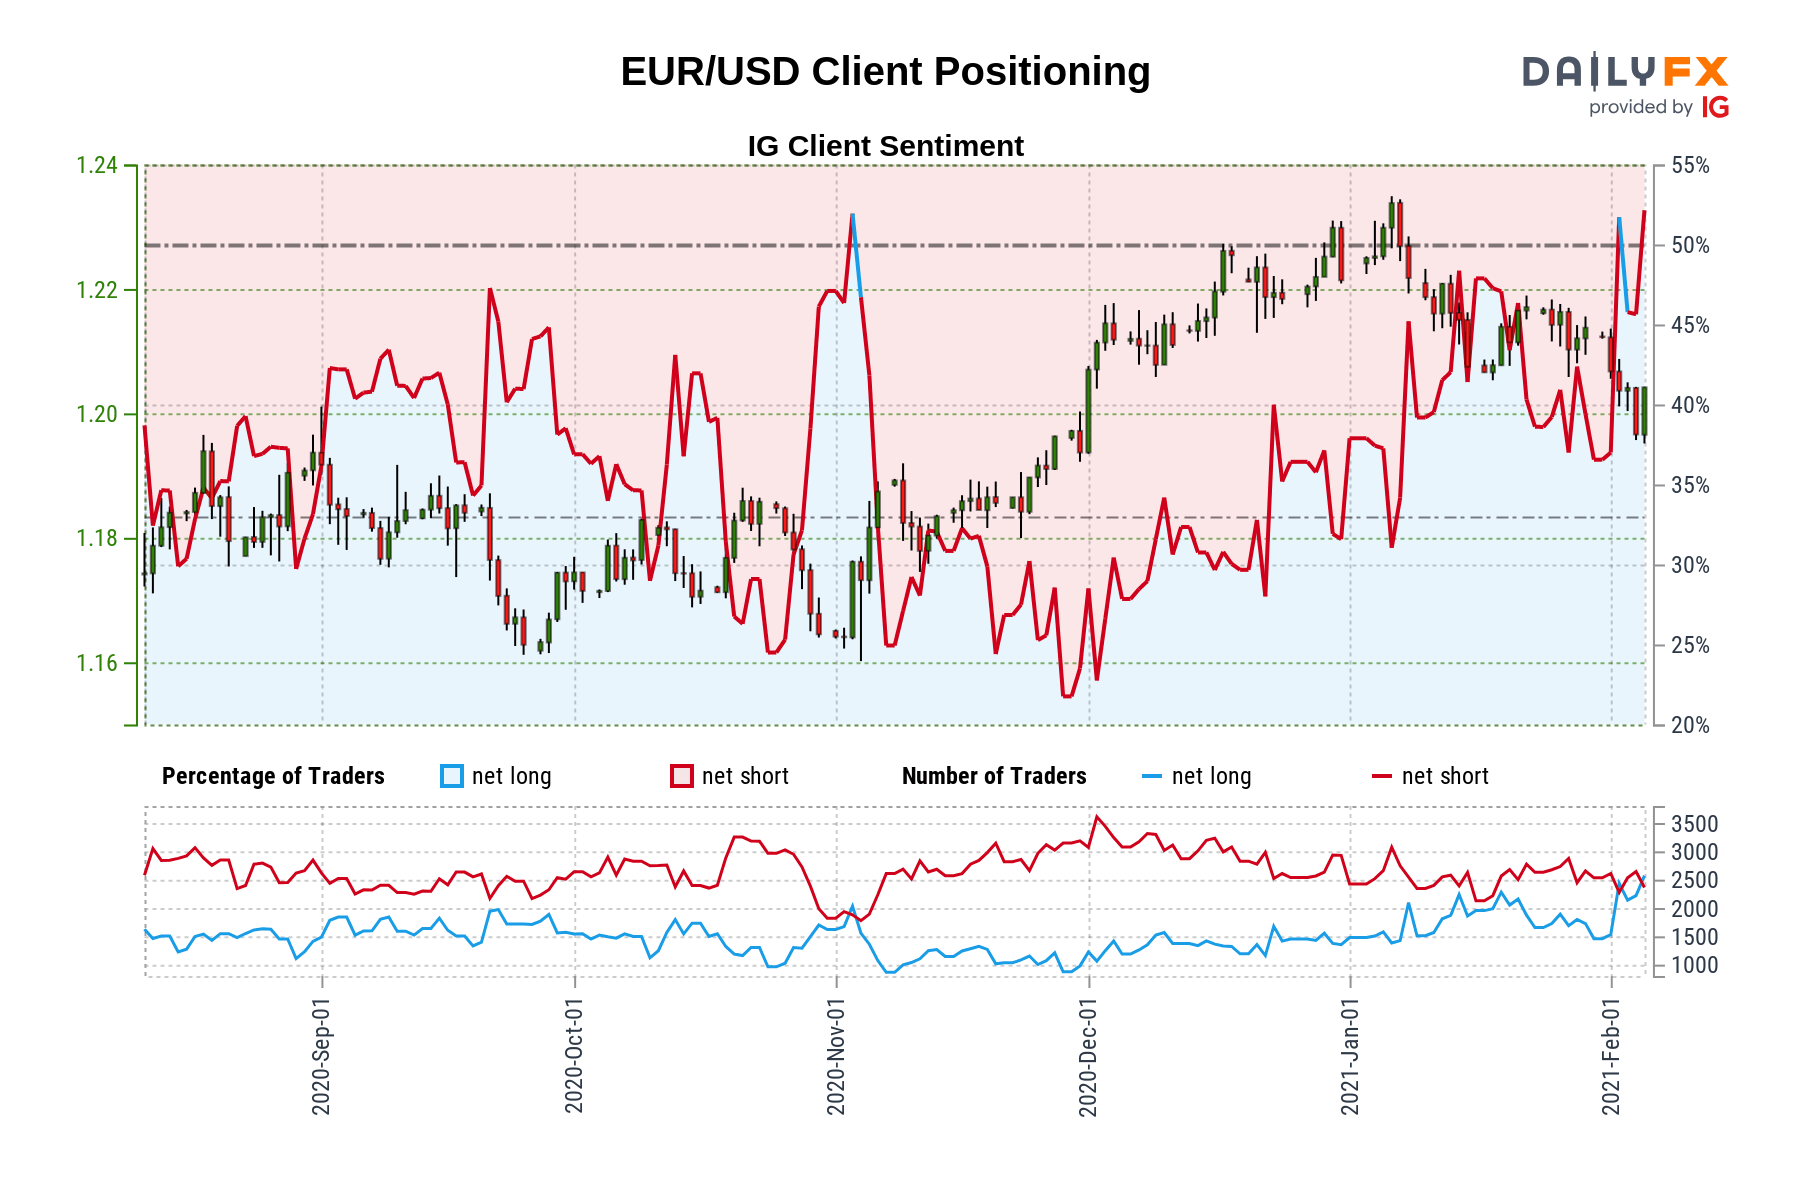 EUR/USD Client Positioning
DAILYFX
provided by IG
IG Client Sentiment
1.24
1.22
1.20
1.18
1.16
55%
50%
45%
40%
35%
30%
25%
20%
Percentage of Traders net long net short Number of Traders net long net short
3500
3000
2500
2000
1500
1000
2020-Sep-01
2020-Oct-01
2020-Nov-01
2020-Dec-01
2021-Jan-01
2021-Feb-01